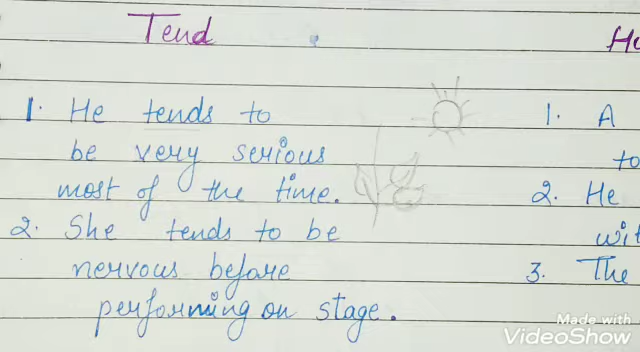 Tend
1. He tends to
be very serious
most of the time.
2. She tends to be
nervous before
performing on stage.
1. A
to
2. He
3. The
Made with
VideoShow